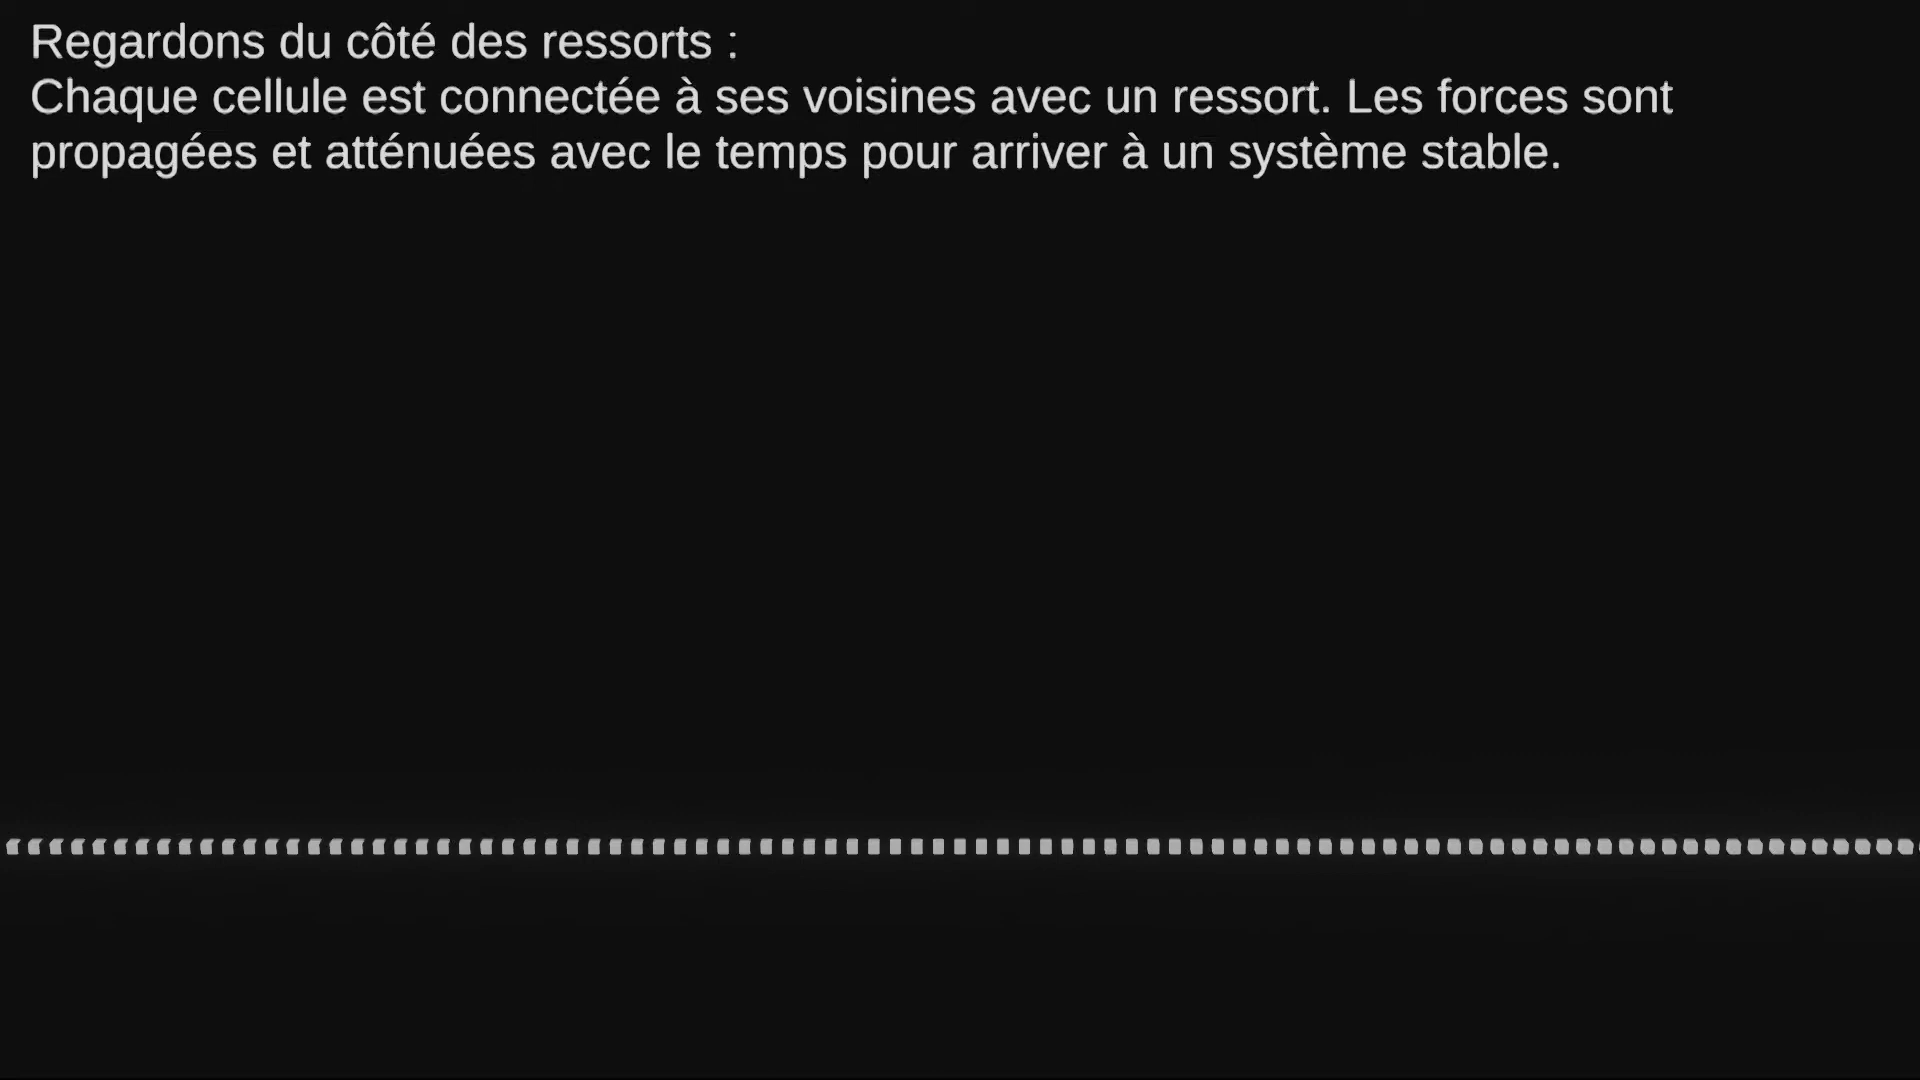 Regardons du côté des ressorts :
Chaque cellule est connectée à ses voisines avec un ressort. Les forces sont
propagées et atténuées avec le temps pour arriver à un système stable.